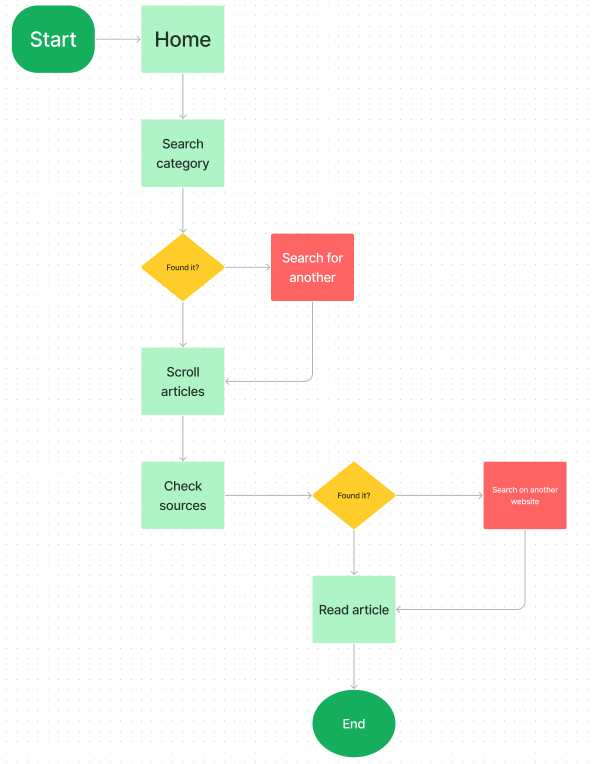 Start
Home
Search
category
Found it?
Search for
another
Scroll
articles
Check
sources
Found it?
Search on another
website
Read article
End